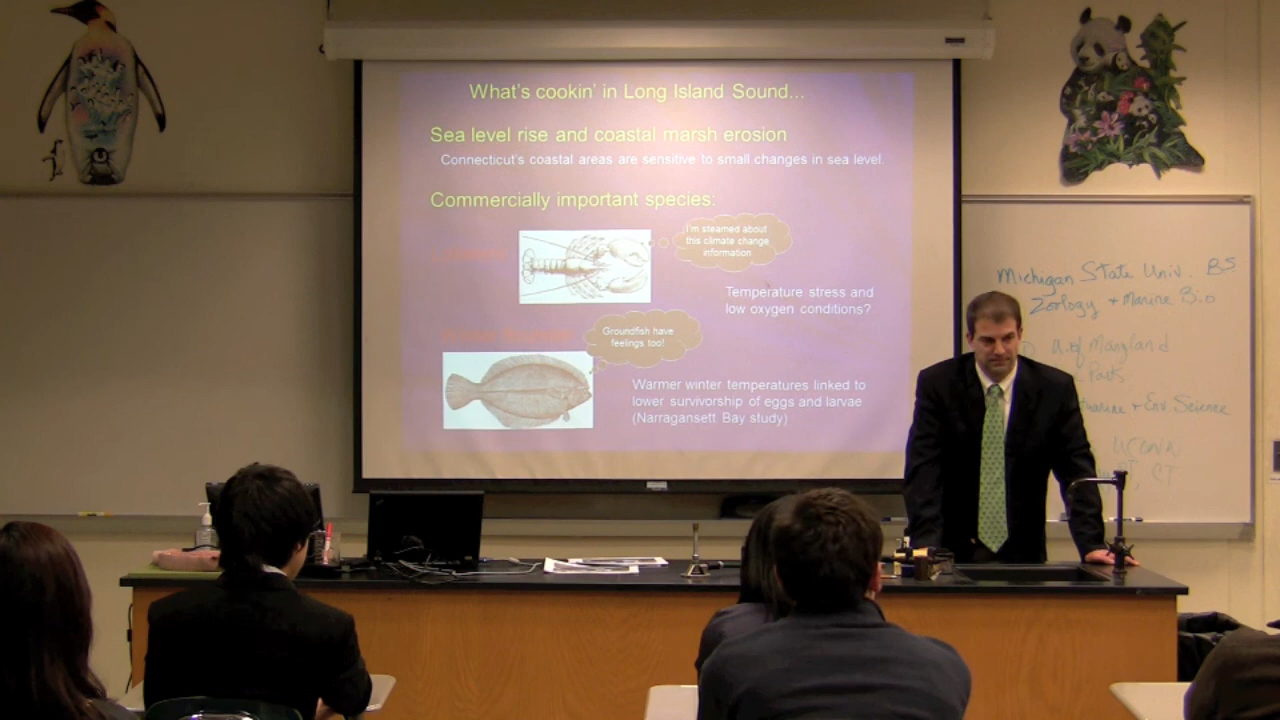 What's cookin' in Long Island Sound...
Sea level rise and coastal marsh erosion
Connecticut's coastal areas are sensitive to small changes in sea level.
Commercially important species:
I'm steamed about
this climate change
information
Temperature stress and
low oxygen conditions?
Groundfish have
feelings too!
Warmer winter temperatures linked to
lower survivorship of eggs and larvae
(Narragansett Bay study)
Michigan State Univ. BS
Zoology + Marine Bio
U. of Maryland
Park
+ Env. Science
UConn
CT